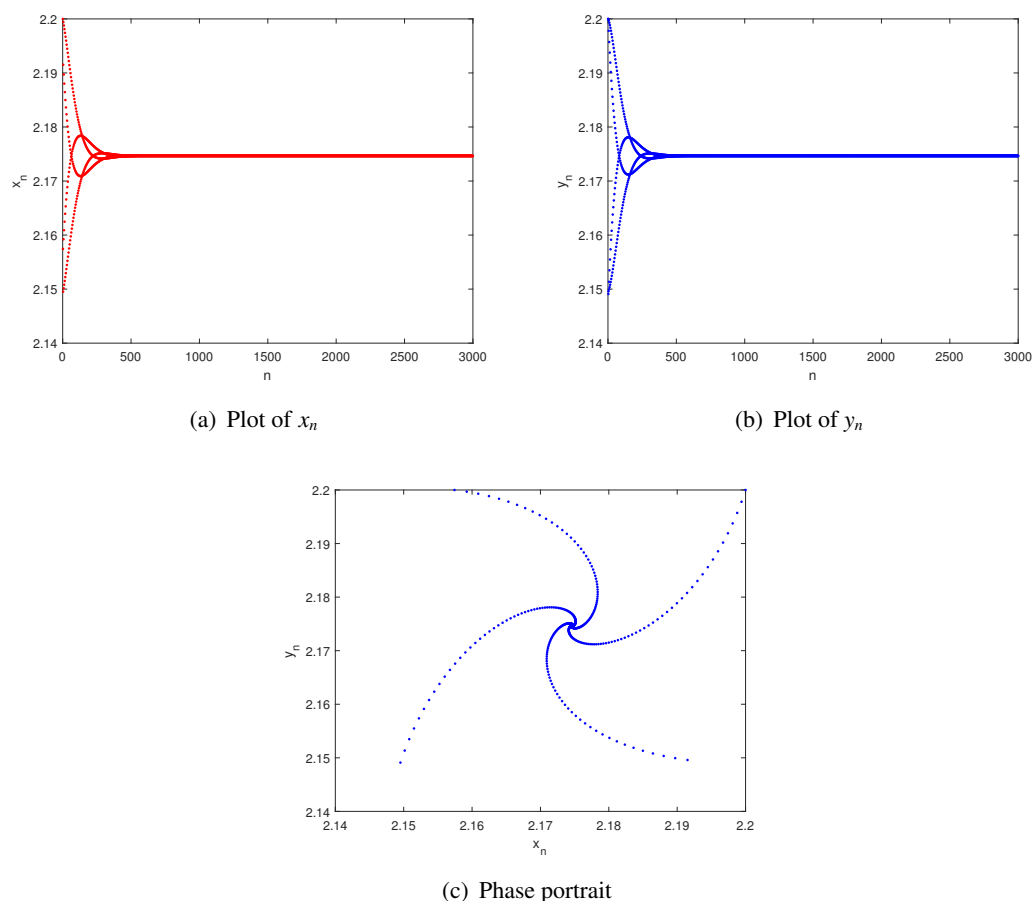 2.2
2.19
2.18
2.17
2.16
2.15
2.14
x_n
0 500 1000 1500 2000 2500 3000
n
(a) Plot of x_n
2.2
2.19
2.18
2.17
2.16
2.15
2.14
y_n
0 500 1000 1500 2000 2500 3000
n
(b) Plot of y_n
2.2
2.19
2.18
2.17
2.16
2.15
2.14
y_n
2.14 2.15 2.16 2.17 2.18 2.19 2.2
x_n
(c) Phase portrait